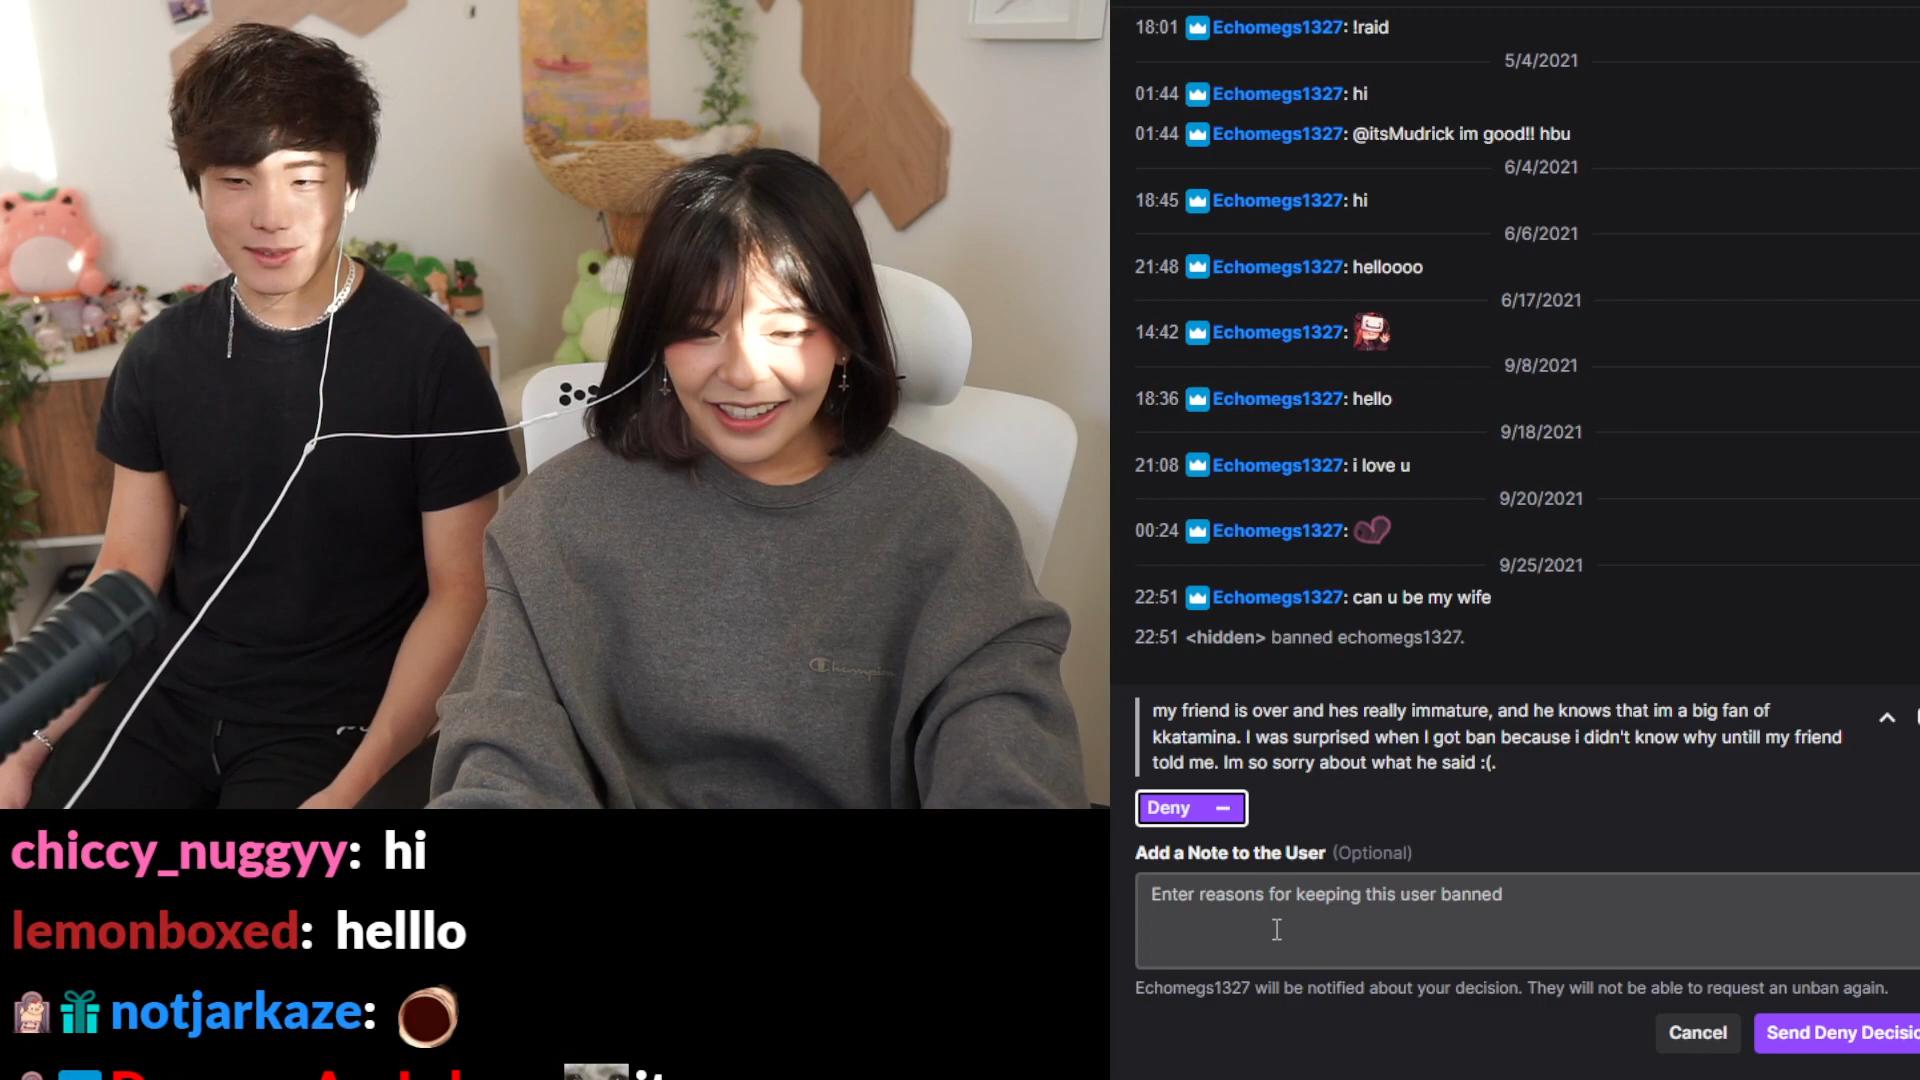 18:01 Echomegs1327: !raid
5/4/2021
01:44 Echomegs1327: hi
01:44 Echomegs1327: @itsMudrick im good!! hbu
6/4/2021
18:45 Echomegs1327: hi
6/6/2021
21:48 Echomegs1327: helloooo
6/17/2021
14:42 Echomegs1327:
9/8/2021
18:36 Echomegs1327: hello
9/18/2021
21:08 Echomegs1327: i love u
9/20/2021
00:24 Echomegs1327:
9/25/2021
22:51 Echomegs1327: can u be my wife
22:51 <hidden> banned echomegs1327.
my friend is over and hes really immature, and he knows that im a big fan of
kkatamina. I was surprised when I got ban because i didn't know why untill my friend
told me. Im so sorry about what he said :(.
Deny
Add a Note to the User (Optional)
Enter reasons for keeping this user banned
Echomegs1327 will be notified about your decision. They will not be able to request an unban again.
Cancel
Send Deny Decisio
Champion
chiccy_nuggyy: hi
lemonboxed: helllo
notjarkaze: